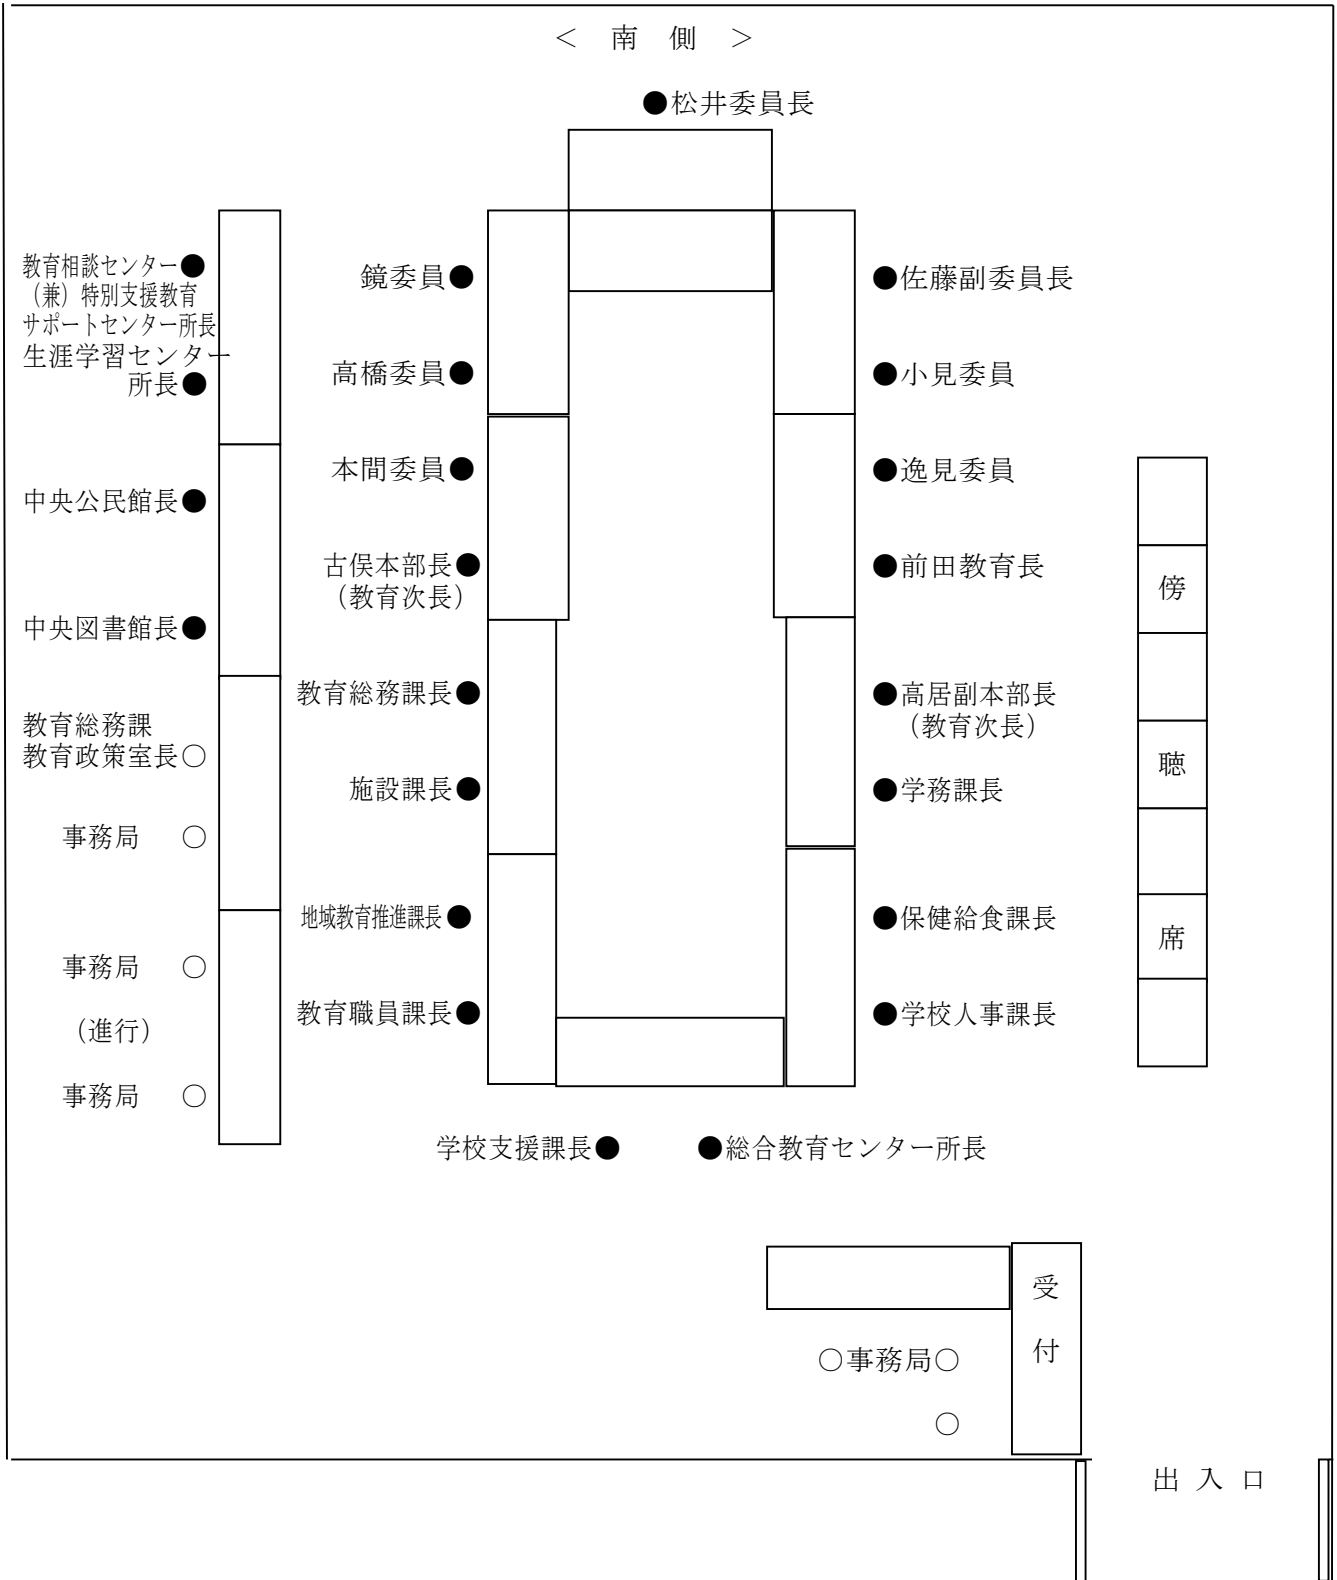 ＜　南　側　＞
●松井委員長
教育相談センター●
（兼）特別支援教育
サポートセンター所長
生涯学習センター
所長●
中央公民館長●
中央図書館長●
教育総務課
教育政策室長○
事務局　○
事務局　○
（進行）
事務局　○
鏡委員●
高橋委員●
本間委員●
古俣本部長●
（教育次長）
教育総務課長●
施設課長●
地域教育推進課長●
教育職員課長●
●佐藤副委員長
●小見委員
●逸見委員
●前田教育長
●高居副本部長
（教育次長）
●学務課長
●保健給食課長
●学校人事課長
学校支援課長●　●総合教育センター所長
傍
聴
席
受
付
○事務局○
○
出 入 口